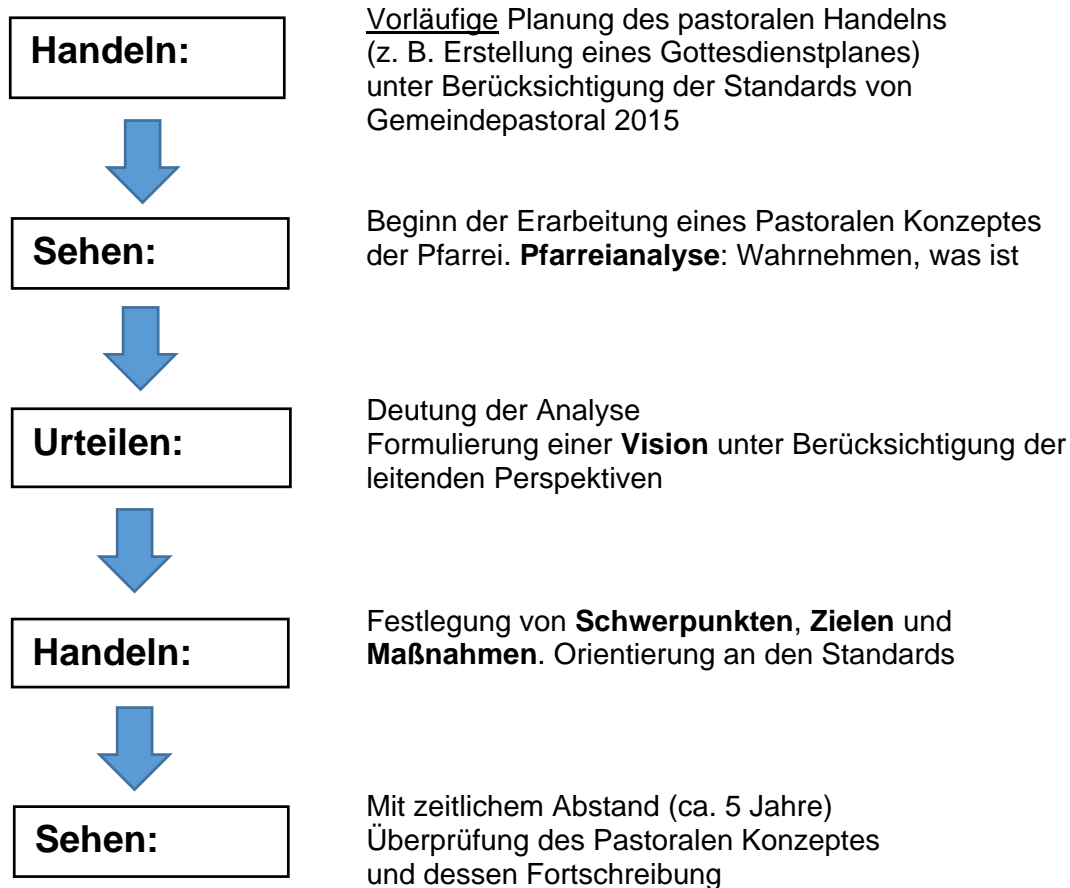 Handeln:
Vorläufige Planung des pastoralen Handelns
(z. B. Erstellung eines Gottesdienstplanes)
unter Berücksichtigung der Standards von
Gemeindepastoral 2015
Sehen:
Beginn der Erarbeitung eines Pastoralen Konzeptes
der Pfarrei. Pfarreianalyse: Wahrnehmen, was ist
Urteilen:
Deutung der Analyse
Formulierung einer Vision unter Berücksichtigung der
leitenden Perspektiven
Handeln:
Festlegung von Schwerpunkten, Zielen und
Maßnahmen. Orientierung an den Standards
Sehen:
Mit zeitlichem Abstand (ca. 5 Jahre)
Überprüfung des Pastoralen Konzeptes
und dessen Fortschreibung